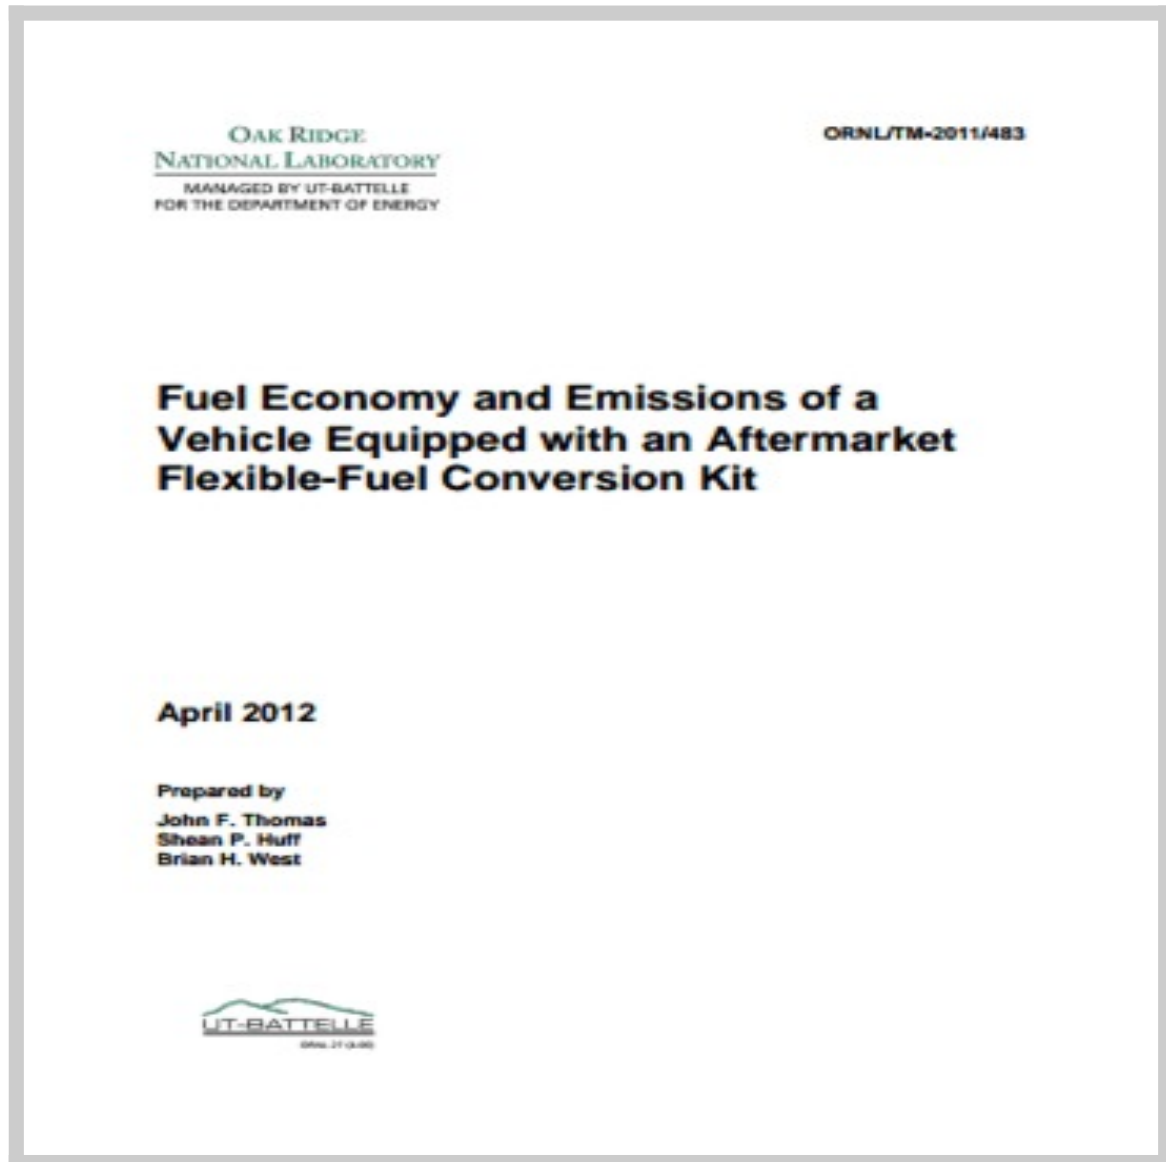 OAK RIDGE
NATIONAL LABORATORY
MANAGED BY UT-BATTELLE
FOR THE DEPARTMENT OF ENERGY
ORNL/TM-2011/483
Fuel Economy and Emissions of a
Vehicle Equipped with an Aftermarket
Flexible-Fuel Conversion Kit
April 2012
Prepared by
John F. Thomas
Shean P. Huff
Brian H. West
UT-BATTELLE